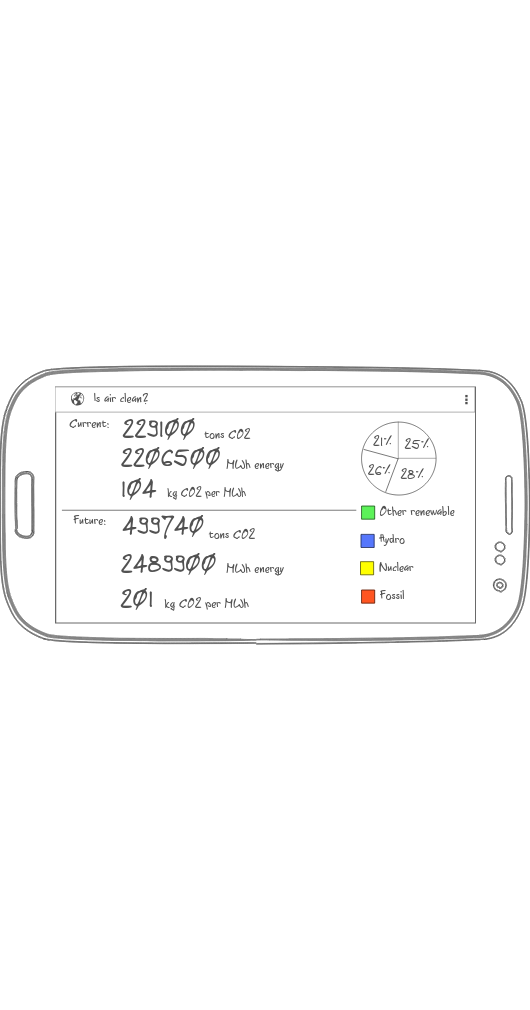 Is air clean?
Current:
229100 tons CO2
2206500 MWh energy
104 kg CO2 per MWh
Future:
499740 tons CO2
2489900 MWh energy
201 kg CO2 per MWh
21% 25%
26% 28%
Other renewable
Hydro
Nuclear
Fossil